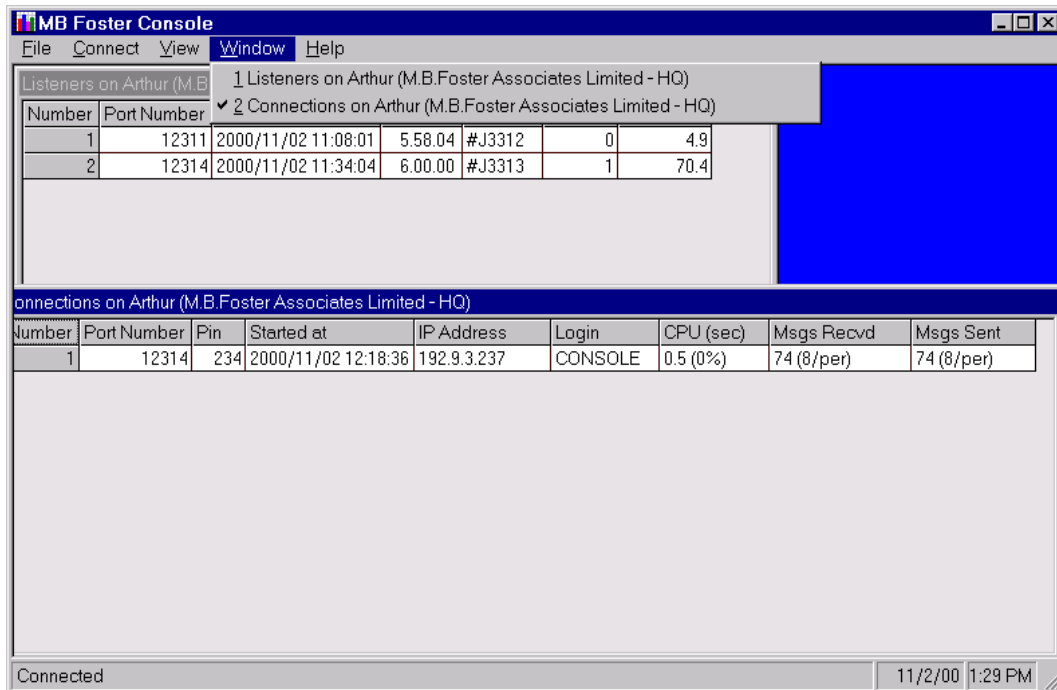 MB Foster Console
File Connect View Window Help
Listeners on Arthur (M.B
1 Listeners on Arthur (M.B.Foster Associates Limited - HQ)
2 Connections on Arthur (M.B.Foster Associates Limited - HQ)
Number Port Number
1 12311 2000/11/02 11:08:01 5.58.04 #J3312 0 4.9
2 12314 2000/11/02 11:34:04 6.00.00 #J3313 1 70.4
onnections on Arthur (M.B.Foster Associates Limited - HQ)
Number Port Number Pin Started at IP Address Login CPU (sec) Msgs Recvd Msgs Sent
1 12314 234 2000/11/02 12:18:36 192.9.3.237 CONSOLE 0.5 (0%) 74 (8/per) 74 (8/per)
Connected 11/2/00 1:29 PM